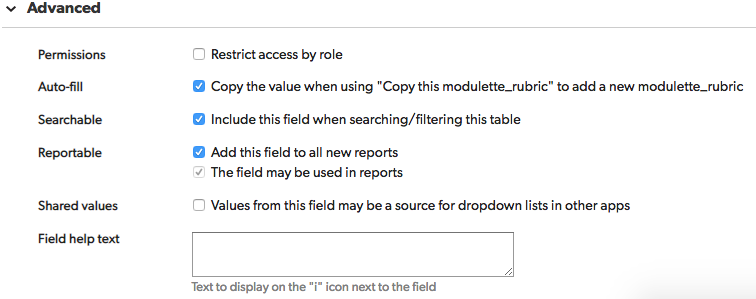 Advanced
Permissions Restrict access by role
Auto-fill Copy the value when using "Copy this modulette_rubric" to add a new modulette_rubric
Searchable Include this field when searching/filtering this table
Reportable Add this field to all new reports
The field may be used in reports
Shared values Values from this field may be a source for dropdown lists in other apps
Field help text
Text to display on the "i" icon next to the field